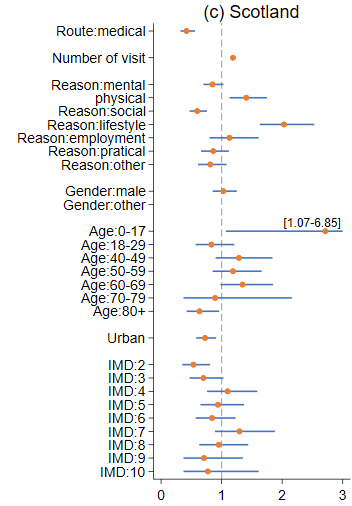 (c) Scotland
Route:medical
Number of visit
Reason:mental
physical
Reason:social
Reason:lifestyle
Reason:employment
Reason:pratical
Reason:other
Gender:male
Gender:other
[1.07-6.85]
Age:0-17
Age:18-29
Age:40-49
Age:50-59
Age:60-69
Age:70-79
Age:80+
Urban
IMD:2
IMD:3
IMD:4
IMD:5
IMD:6
IMD:7
IMD:8
IMD:9
IMD:10
0 1 2 3